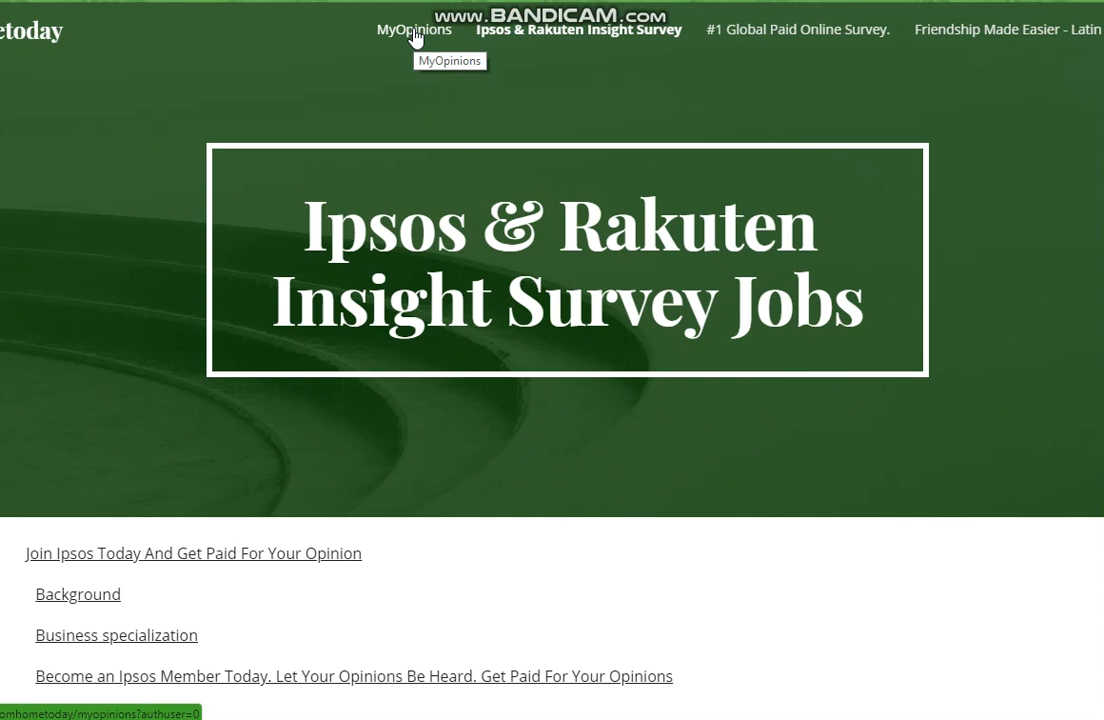 www.BANDICAM.com
etoday
MyOpinions
Ipsos & Rakuten Insight Survey
#1 Global Paid Online Survey.
Friendship Made Easier - Latin
MyOpinions
Ipsos & Rakuten
Insight Survey Jobs
Join Ipsos Today And Get Paid For Your Opinion
Background
Business specialization
Become an Ipsos Member Today. Let Your Opinions Be Heard. Get Paid For Your Opinions
omhometoday/myopinions?authuser=0